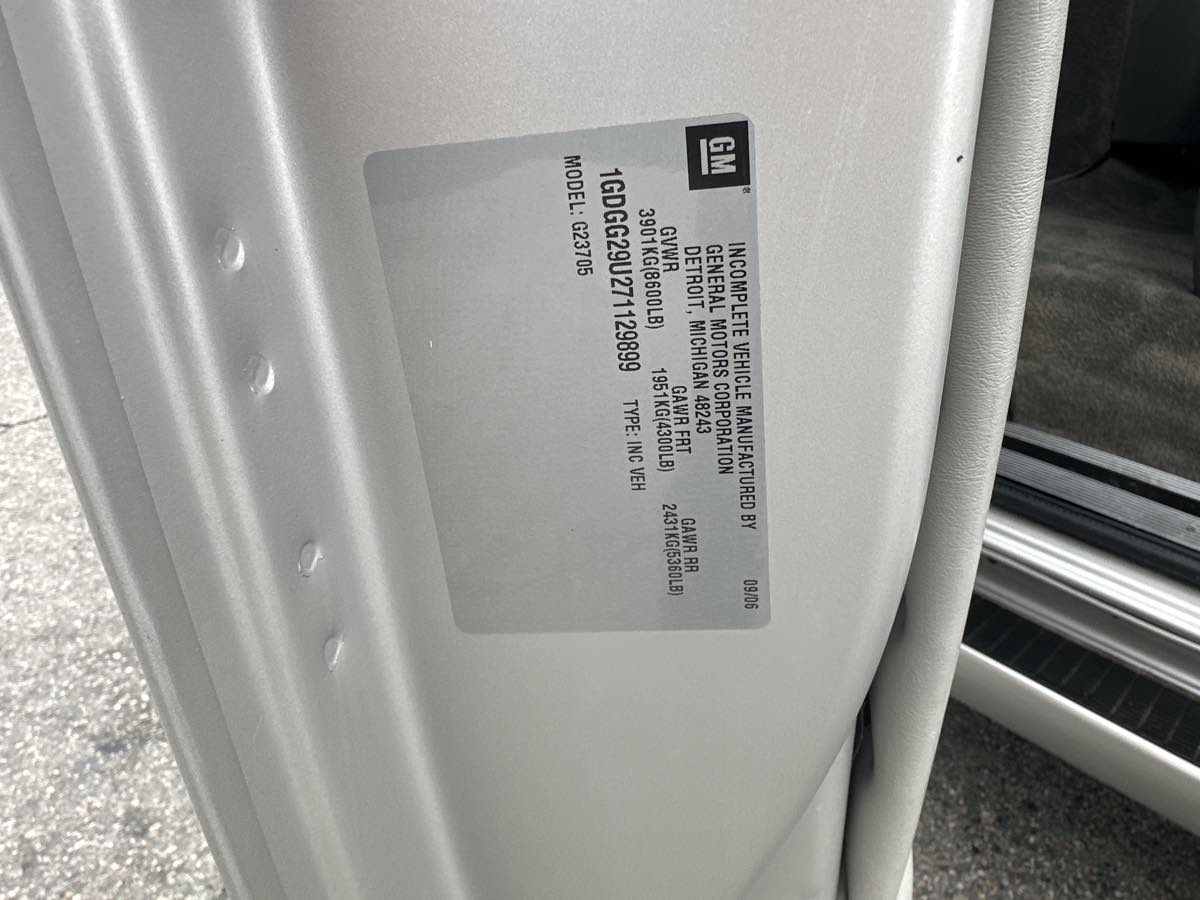 GM®
INCOMPLETE VEHICLE MANUFACTURED BY 09/06
GENERAL MOTORS CORPORATION
DETROIT, MICHIGAN 48243
GVWR GAWR FRT GAWR RR
3901KG(8600LB) 1951KG(4300LB) 2431KG(5360LB)
1GDGG29U271129899 TYPE: INC VEH
MODEL: G23705